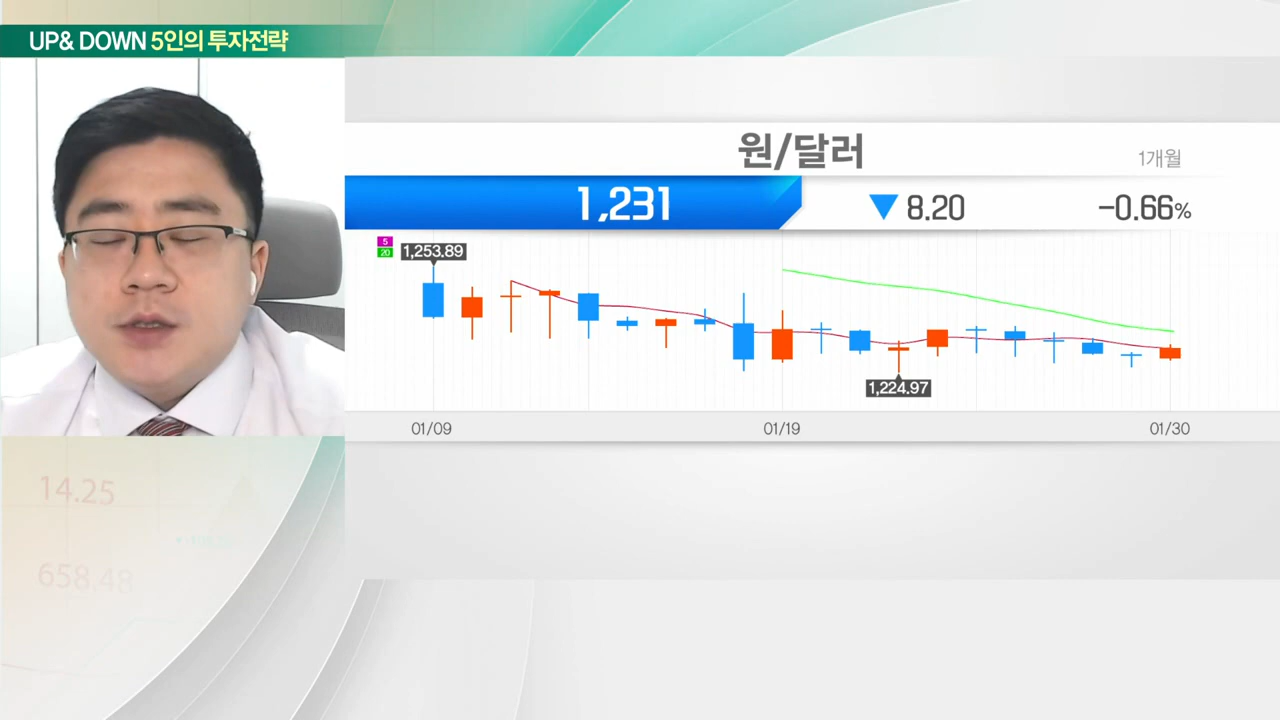 UP& DOWN 5인의 투자전략
원/달러
1개월
1,231 ▼ 8.20 -0.66%
5
20
1,253.89
1,224.97
01/09 01/19 01/30
14.25
658.48